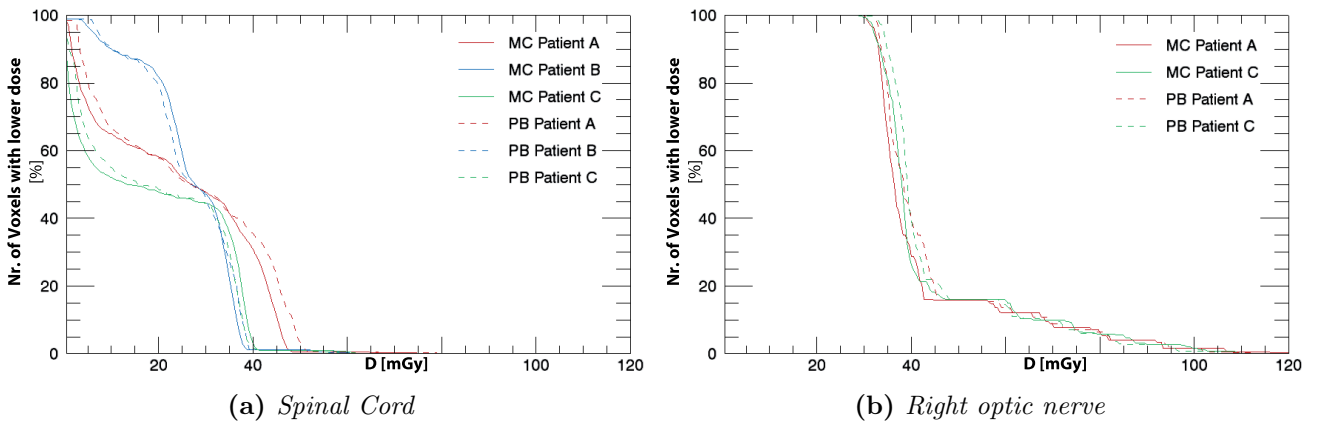 Nr. of Voxels with lower dose
[%]
100
80
60
40
20
0
MC Patient A
MC Patient B
MC Patient C
PB Patient A
PB Patient B
PB Patient C
20
40
D [mGy]
100
120
(a) Spinal Cord
Nr. of Voxels with lower dose
[%]
100
80
60
40
20
0
MC Patient A
MC Patient C
PB Patient A
PB Patient C
20
40
D [mGy]
100
120
(b) Right optic nerve